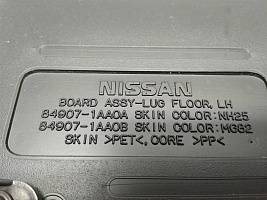 NISSAN
BOARD ASSY-LUG FLOOR, LH
84907-1AA0A SKIN COLOR:NH25
84907-1AA0B SKIN COLOR:MGG2
SKIN >PET<, CORE >PP<